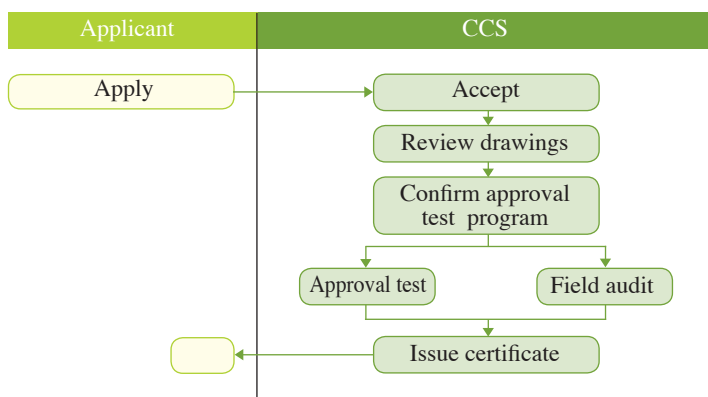 Applicant
CCS
Apply
Accept
Review drawings
Confirm approval
test program
Approval test
Field audit
Issue certificate